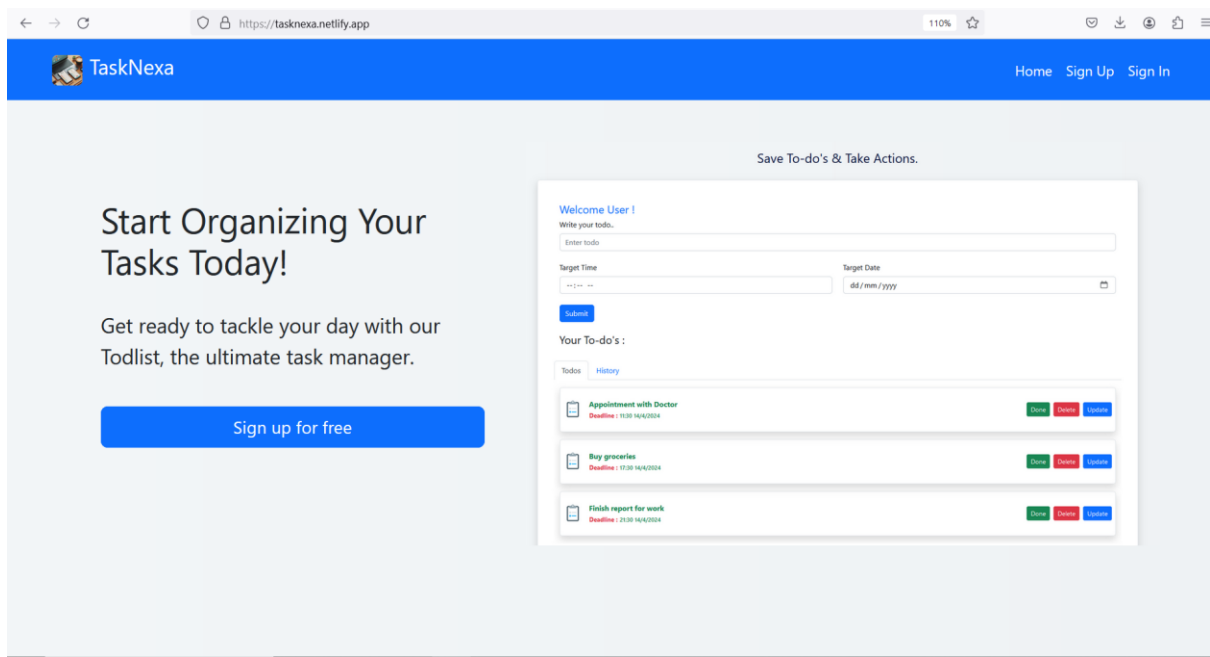 https://tasknexa.netlify.app
110%
TaskNexa
Home Sign Up Sign In
Save To-do's & Take Actions.
Start Organizing Your
Tasks Today!
Get ready to tackle your day with our
Todlist, the ultimate task manager.
Sign up for free
Welcome User !
Write your todo..
Enter todo
Target Time Target Date
--:-- -- dd/mm/yyyy
Submit
Your To-do's :
Todos History
Appointment with Doctor
Deadline : 11:30 14/4/2024
Done Delete Update
Buy groceries
Deadline : 17:30 14/4/2024
Done Delete Update
Finish report for work
Deadline : 21:30 14/4/2024
Done Delete Update